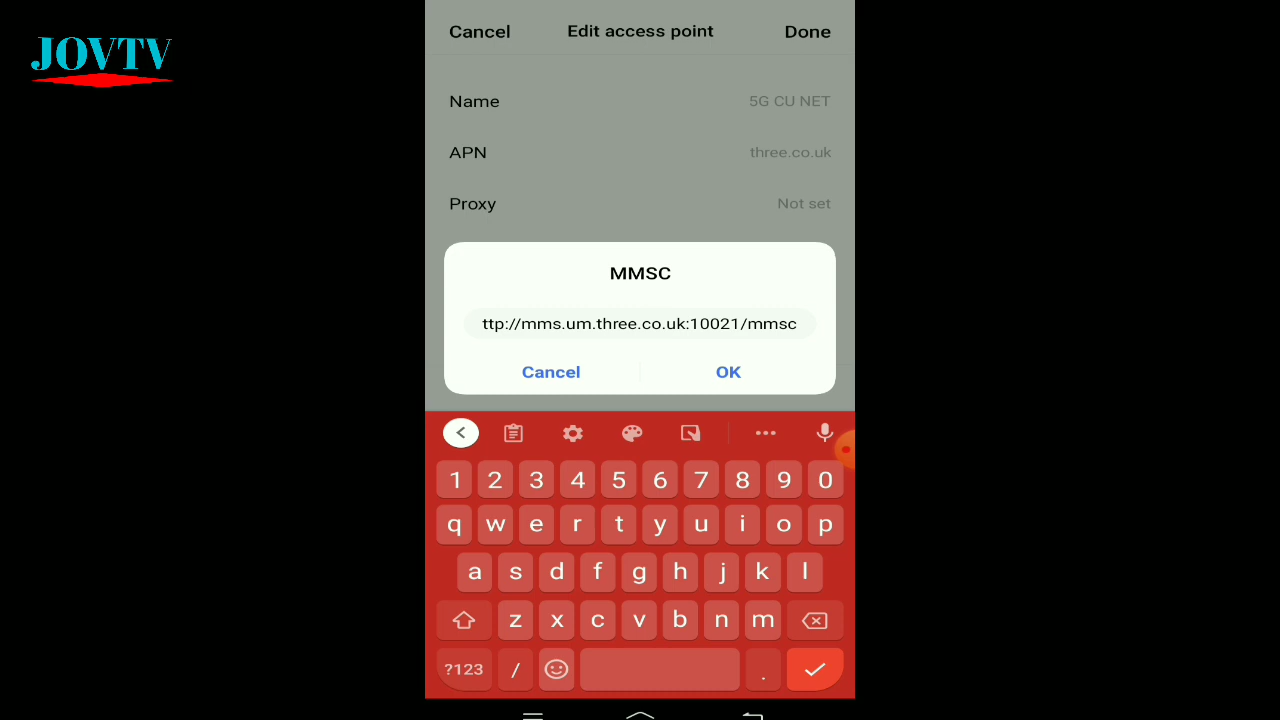 JOVTV
Cancel Edit access point Done
Name 5G CU NET
APN three.co.uk
Proxy Not set
MMSC
ttp://mms.um.three.co.uk:10021/mmsc
Cancel OK
1 2 3 4 5 6 7 8 9 0
q w e r t y u i o p
a s d f g h j k l
z x c v b n m
?123 / .